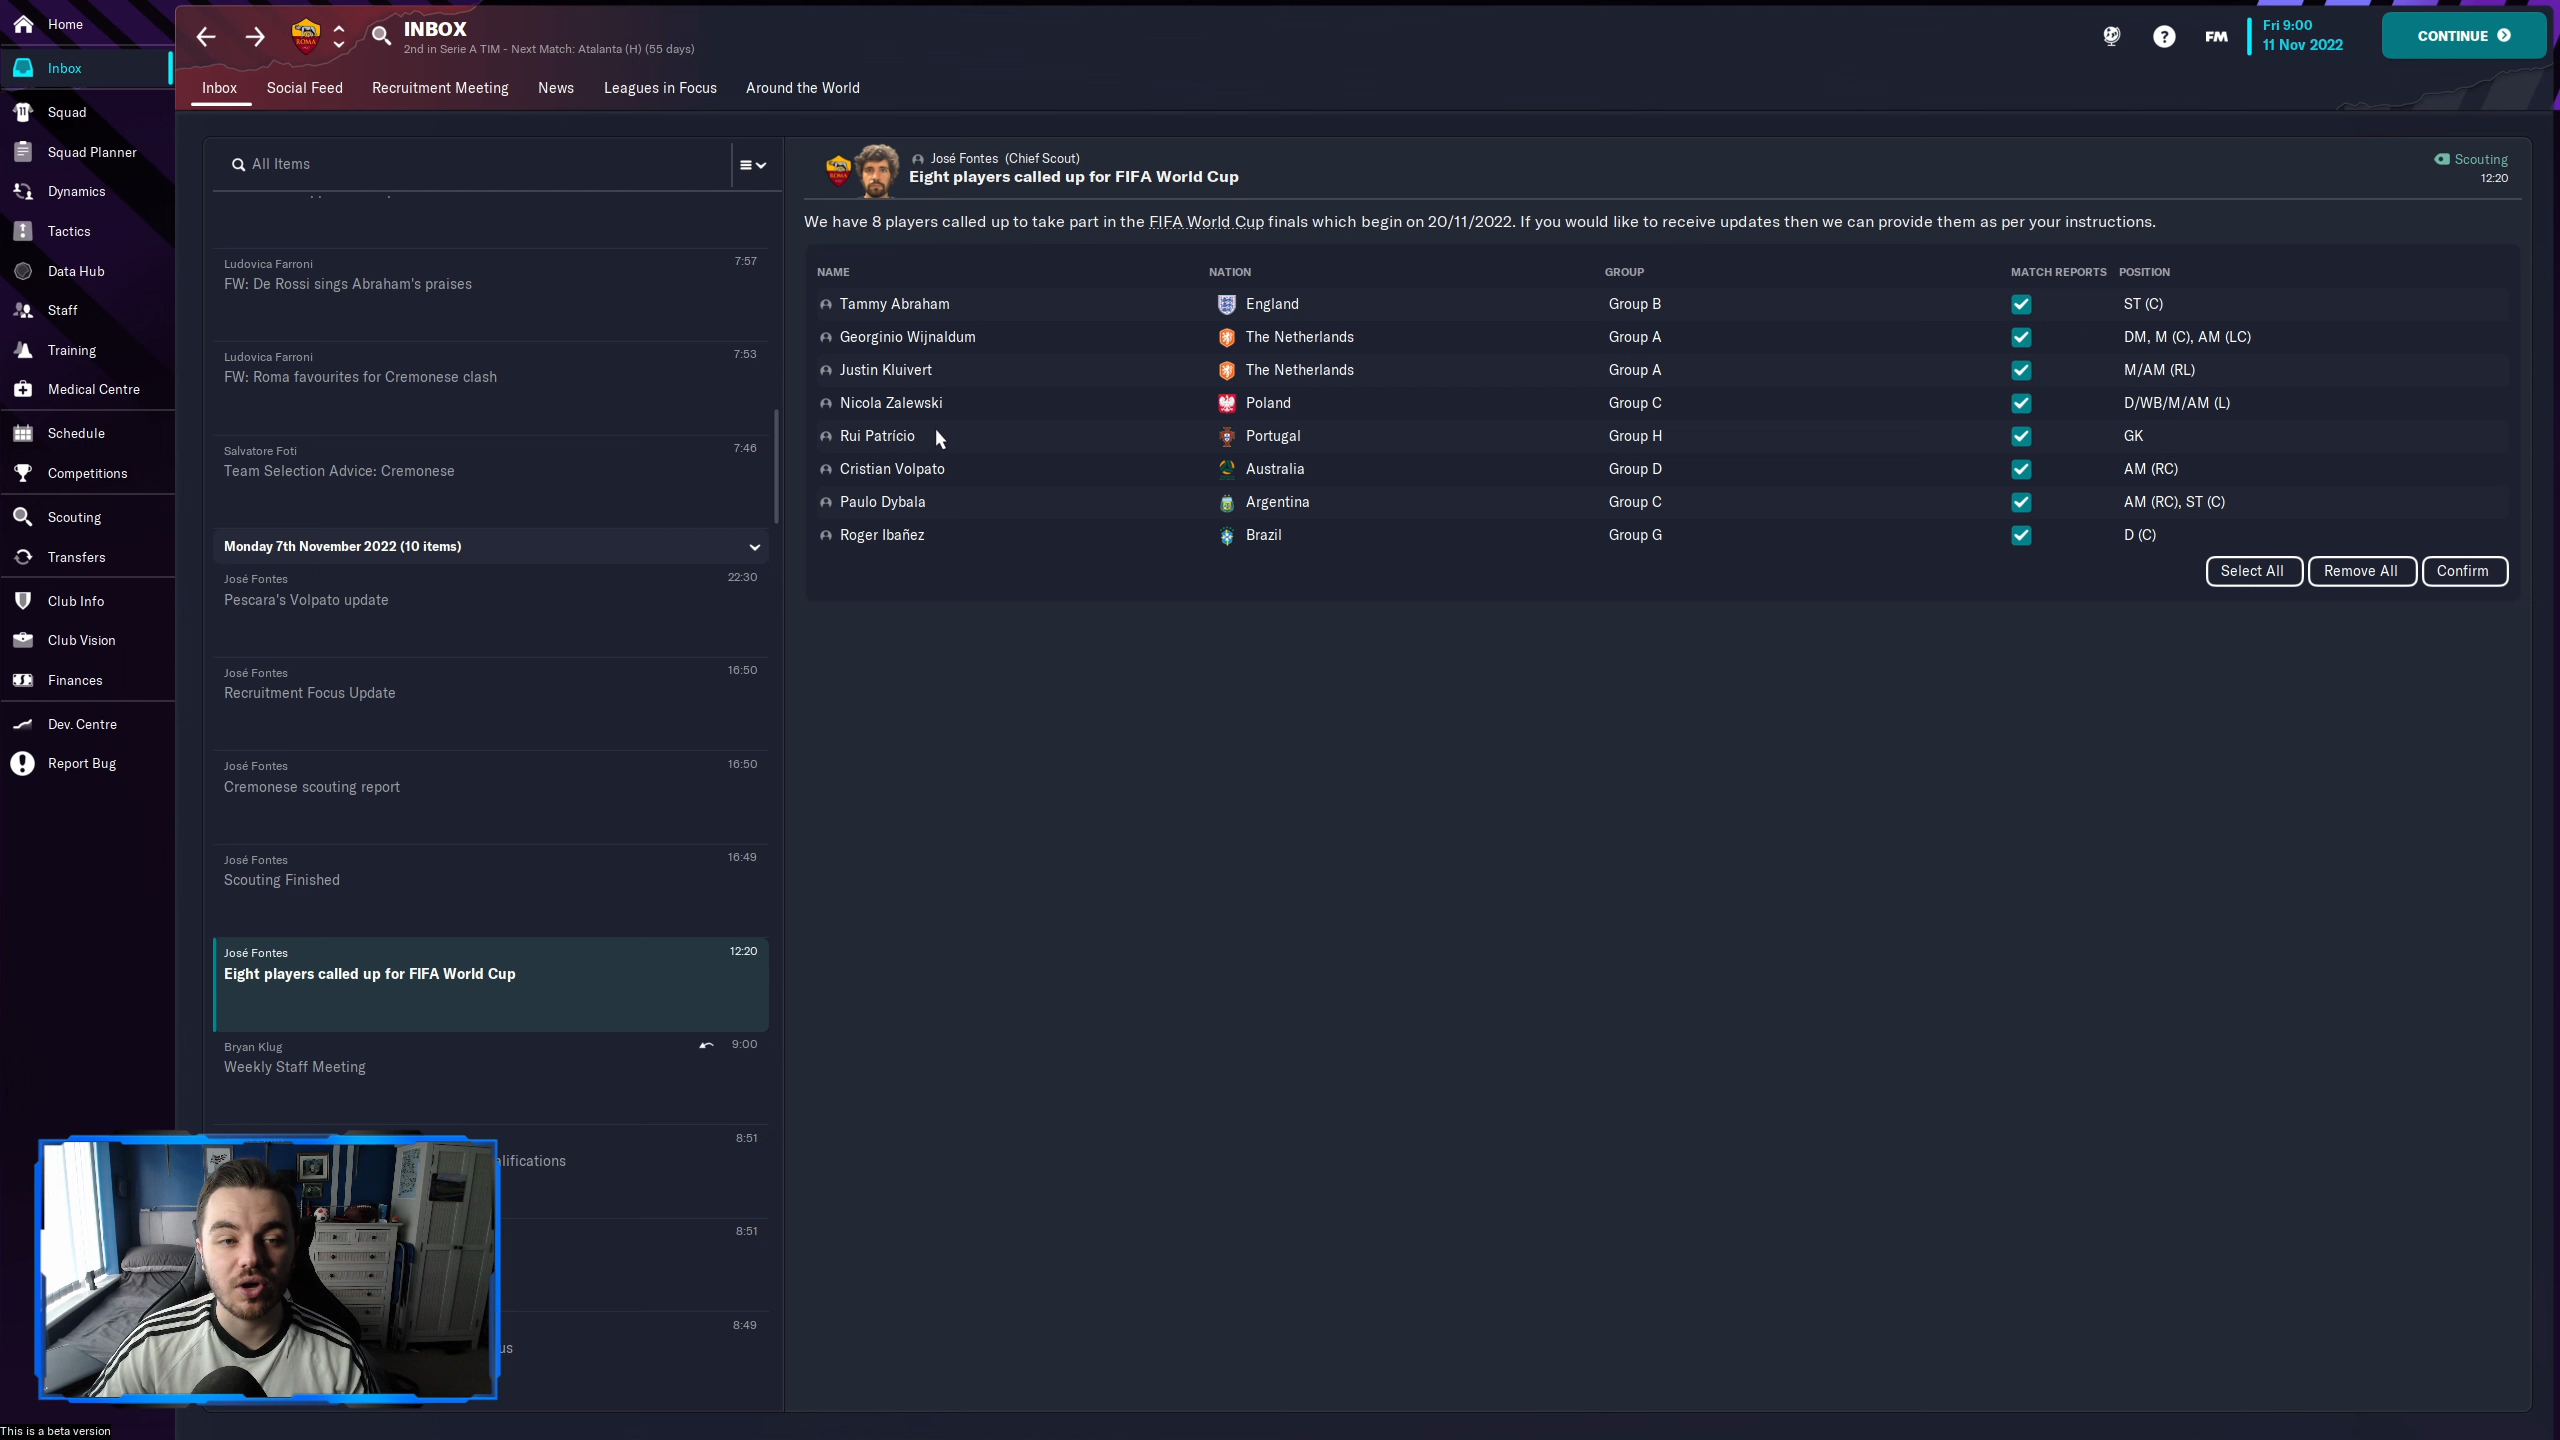 Home
Inbox
Squad
Squad Planner
Dynamics
Tactics
Data Hub
Staff
Training
Medical Centre
Schedule
Competitions
Scouting
Transfers
Club Info
Club Vision
Finances
Dev. Centre
Report Bug
INBOX
2nd in Serie A TIM - Next Match: Atalanta (H) (55 days)
FM
Fri 9:00
11 Nov 2022
CONTINUE
Inbox Social Feed Recruitment Meeting News Leagues in Focus Around the World
All Items
Ludovica Farroni 7:57
FW: De Rossi sings Abraham's praises
Ludovica Farroni 7:53
FW: Roma favourites for Cremonese clash
Salvatore Foti 7:46
Team Selection Advice: Cremonese
Monday 7th November 2022 (10 items)
José Fontes 22:30
Pescara's Volpato update
José Fontes 16:50
Recruitment Focus Update
José Fontes 16:50
Cremonese scouting report
José Fontes 16:49
Scouting Finished
José Fontes 12:20
Eight players called up for FIFA World Cup
Bryan Klug 9:00
Weekly Staff Meeting
8:51
8:51
8:49
José Fontes (Chief Scout)
Eight players called up for FIFA World Cup
Scouting
12:20
We have 8 players called up to take part in the FIFA World Cup finals which begin on 20/11/2022. If you would like to receive updates then we can provide them as per your instructions.
NAME NATION GROUP MATCH REPORTS POSITION
Tammy Abraham England Group B ST (C)
Georginio Wijnaldum The Netherlands Group A DM, M (C), AM (LC)
Justin Kluivert The Netherlands Group A M/AM (RL)
Nicola Zalewski Poland Group C D/WB/M/AM (L)
Rui Patrício Portugal Group H GK
Cristian Volpato Australia Group D AM (RC)
Paulo Dybala Argentina Group C AM (RC), ST (C)
Roger Ibañez Brazil Group G D (C)
Select All Remove All Confirm
This is a beta version